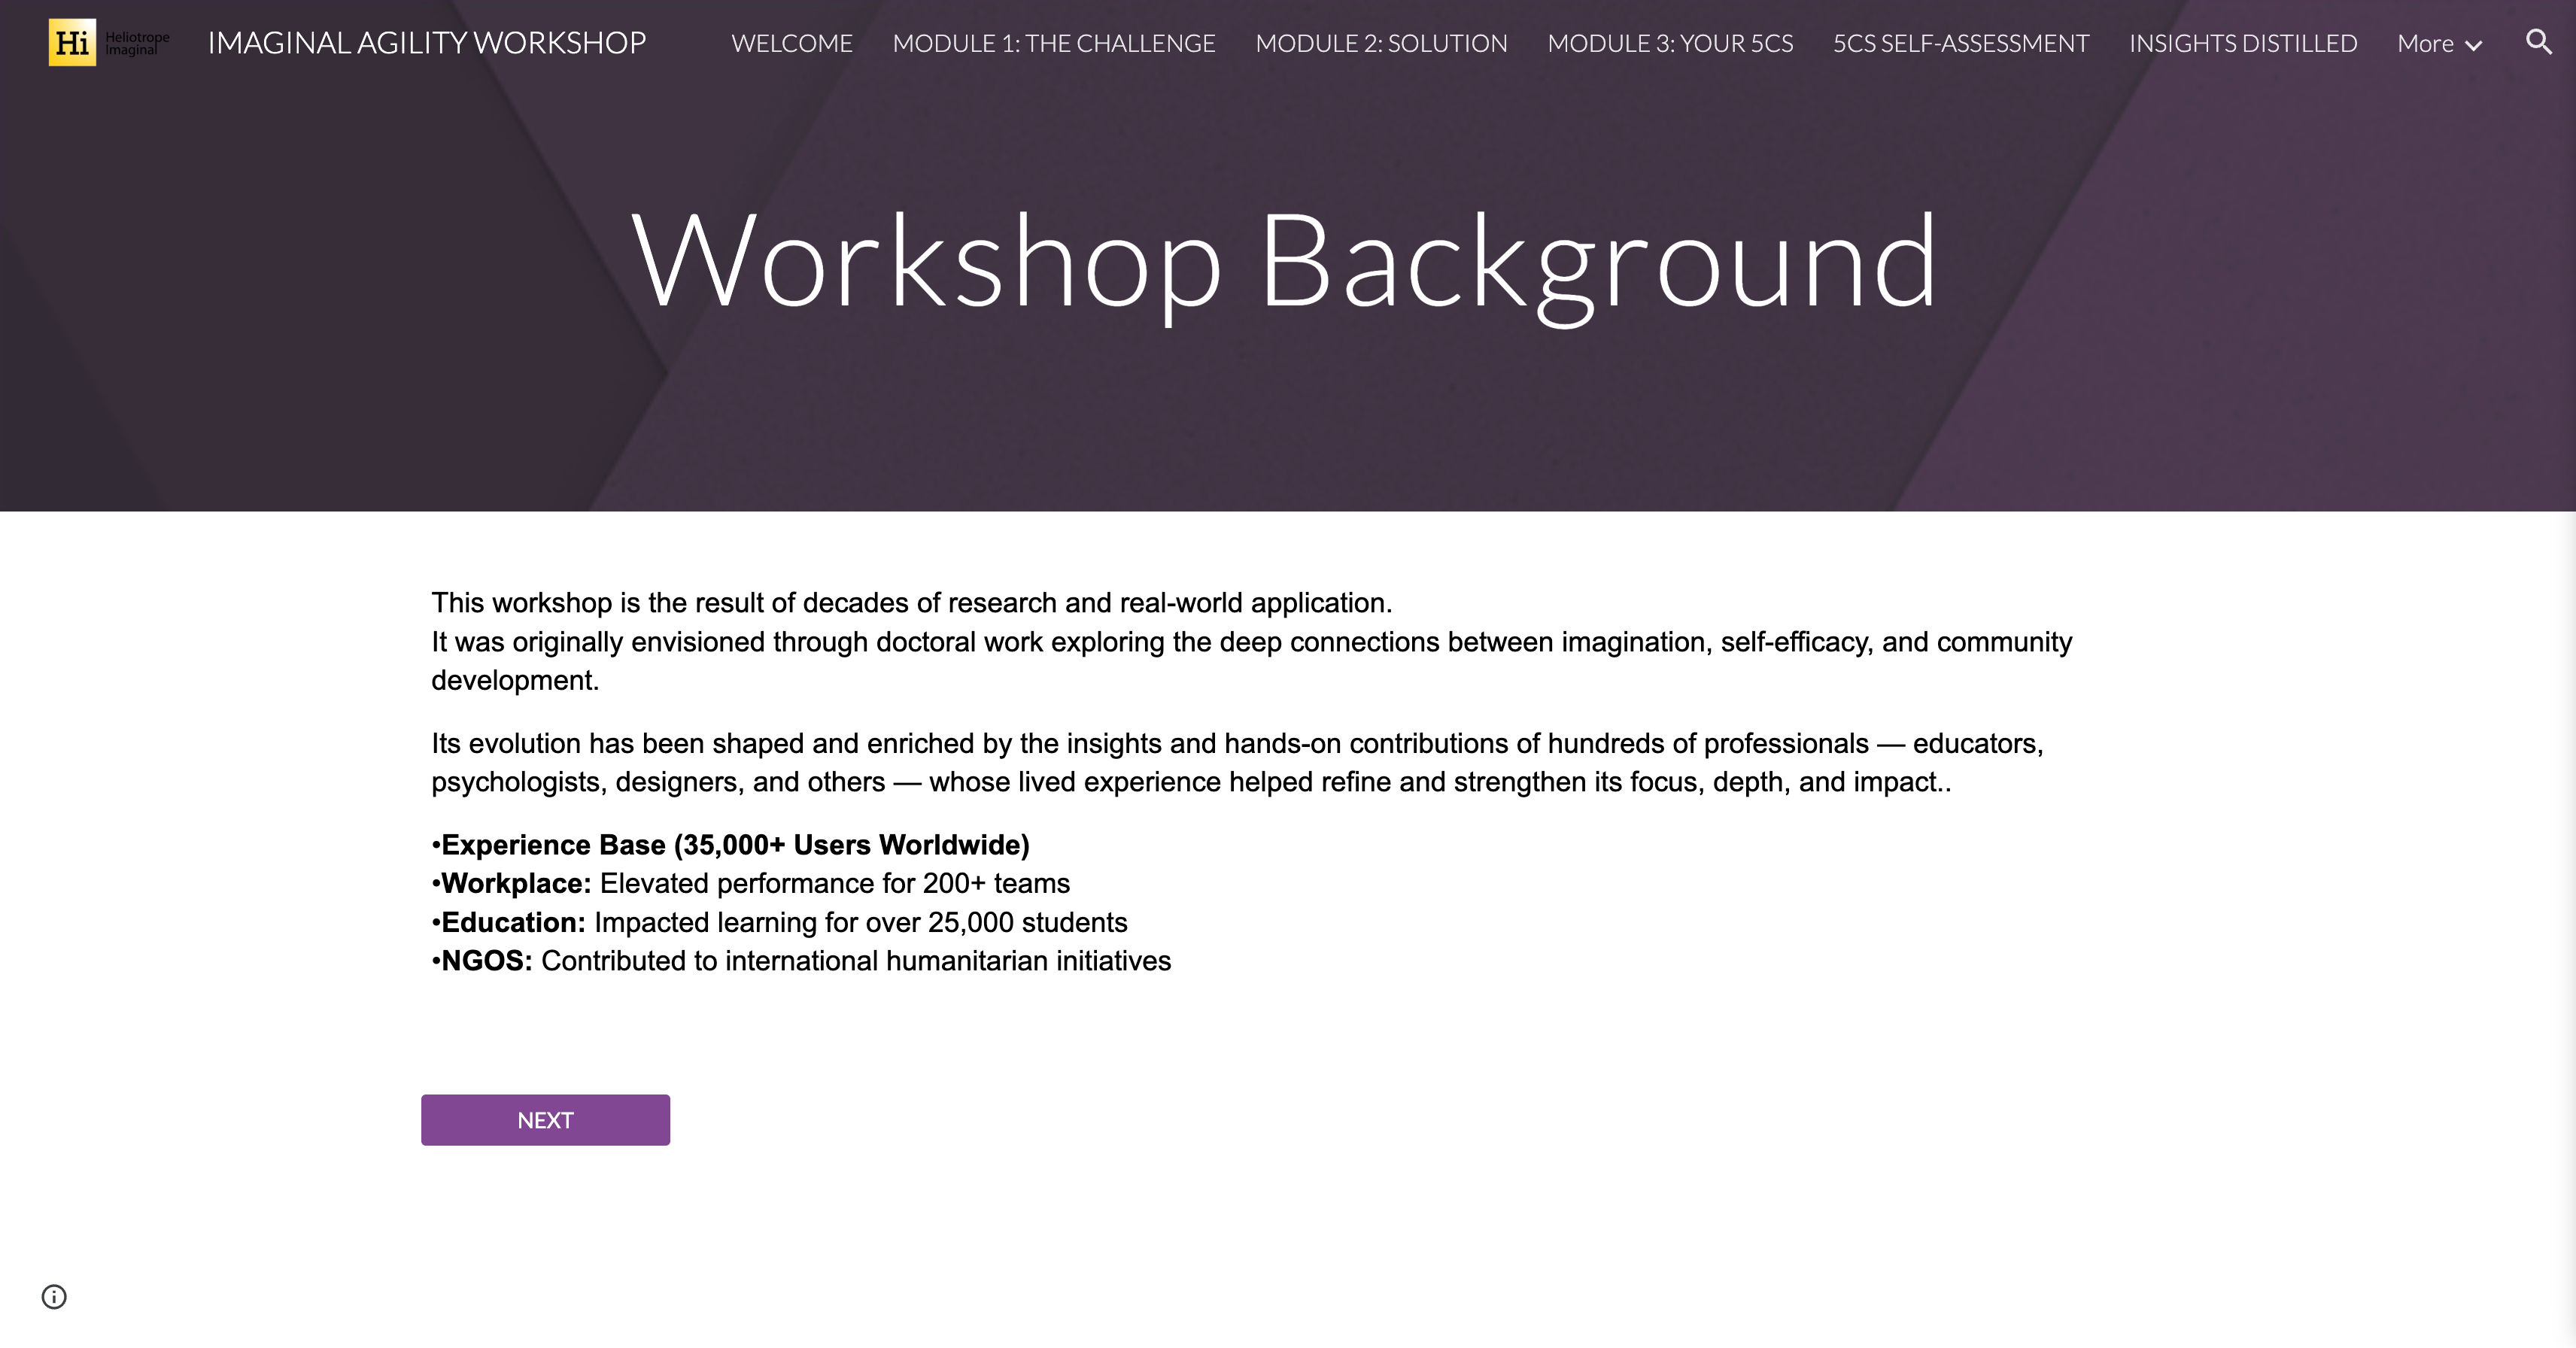 Hi Heliotrope
Imaginal
IMAGINAL AGILITY WORKSHOP
WELCOME
MODULE 1: THE CHALLENGE
MODULE 2: SOLUTION
MODULE 3: YOUR 5CS
5CS SELF-ASSESSMENT
INSIGHTS DISTILLED
More
Workshop Background
This workshop is the result of decades of research and real-world application.
It was originally envisioned through doctoral work exploring the deep connections between imagination, self-efficacy, and community
development.
Its evolution has been shaped and enriched by the insights and hands-on contributions of hundreds of professionals — educators,
psychologists, designers, and others — whose lived experience helped refine and strengthen its focus, depth, and impact..
•Experience Base (35,000+ Users Worldwide)
•Workplace: Elevated performance for 200+ teams
•Education: Impacted learning for over 25,000 students
•NGOS: Contributed to international humanitarian initiatives
NEXT